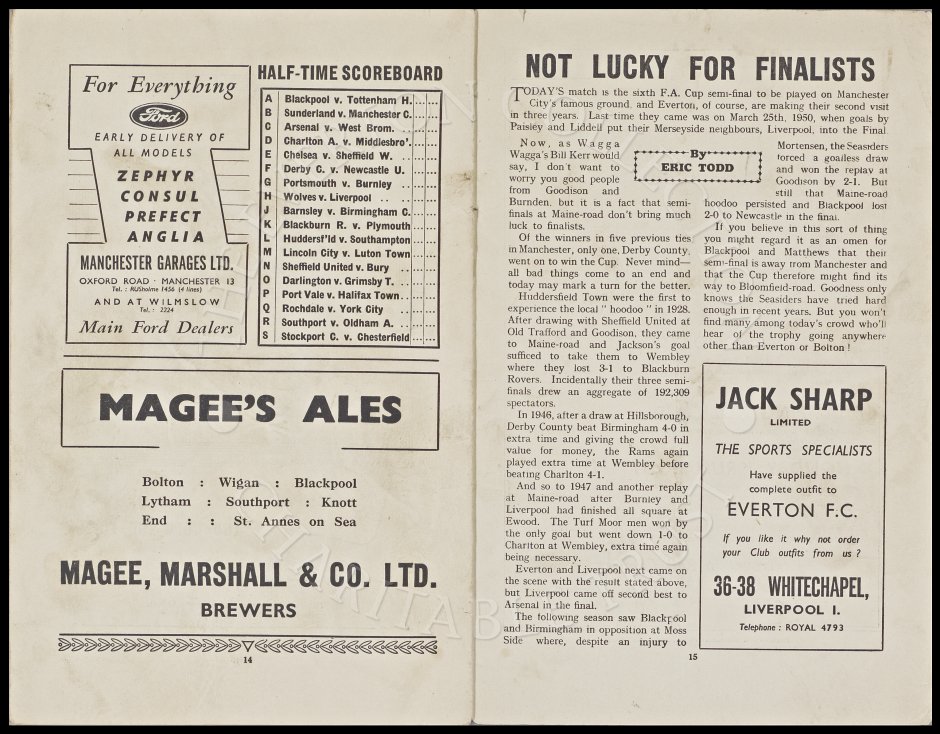 For Everything
Ford
EARLY DELIVERY OF
ALL MODELS
ZEPHYR
CONSUL
PREFECT
ANGLIA
MANCHESTER GARAGES LTD.
OXFORD ROAD · MANCHESTER 13
Tel. : RUSholme 1456 (4 lines)
AND AT WILMSLOW
Tel. : 2224
Main Ford Dealers
HALF-TIME SCOREBOARD
A Blackpool v. Tottenham H.
B Sunderland v. Manchester C.
C Arsenal v. West Brom.
D Charlton A. v. Middlesbro'.
E Chelsea v. Sheffield W.
F Derby C. v. Newcastle U.
G Portsmouth v. Burnley
H Wolves v. Liverpool
J Barnsley v. Birmingham C.
K Blackburn R. v. Plymouth
L Huddersf'ld v. Southampton
M Lincoln City v. Luton Town
N Sheffield United v. Bury
O Darlington v. Grimsby T.
P Port Vale v. Halifax Town
Q Rochdale v. York City
R Southport v. Oldham A.
S Stockport C. v. Chesterfield
MAGEE'S ALES
Bolton : Wigan : Blackpool
Lytham : Southport : Knott
End : : St. Annes on Sea
MAGEE, MARSHALL & CO. LTD.
BREWERS
14
NOT LUCKY FOR FINALISTS
TODAY'S match is the sixth F.A. Cup semi-final to be played on Manchester
City's famous ground, and Everton, of course, are making their second visit
in three years. Last time they came was on March 25th, 1950, when goals by
Paisley and Liddell put their Merseyside neighbours, Liverpool, into the Final.
By
ERIC TODD
Now, as Wagga
Wagga's Bill Kerr would
say, I don't want to
worry you good people
from Goodison and
Burnden, but it is a fact that semi-
finals at Maine-road don't bring much
luck to finalists.
Of the winners in five previous ties
in Manchester, only one, Derby County,
went on to win the Cup. Never mind—
all bad things come to an end and
today may mark a turn for the better.
Huddersfield Town were the first to
experience the local " hoodoo " in 1928.
After drawing with Sheffield United at
Old Trafford and Goodison, they came
to Maine-road and Jackson's goal
sufficed to take them to Wembley
where they lost 3-1 to Blackburn
Rovers. Incidentally their three semi-
finals drew an aggregate of 192,309
spectators.
In 1946, after a draw at Hillsborough,
Derby County beat Birmingham 4-0 in
extra time and giving the crowd full
value for money, the Rams again
played extra time at Wembley before
beating Charlton 4-1.
And so to 1947 and another replay
at Maine-road after Burnley and
Liverpool had finished all square at
Ewood. The Turf Moor men won by
the only goal but went down 1-0 to
Charlton at Wembley, extra time again
being necessary.
Everton and Liverpool next came on
the scene with the result stated above,
but Liverpool came off second best to
Arsenal in the final.
The following season saw Blackpool
and Birmingham in opposition at Moss
Side where, despite an injury to
Mortensen, the Seasiders
forced a goalless draw
and won the replay at
Goodison by 2-1. But
still that Maine-road
hoodoo persisted and Blackpool lost
2-0 to Newcastle in the final.
If you believe in this sort of thing
you might regard it as an omen for
Blackpool and Matthews that their
semi-final is away from Manchester and
that the Cup therefore might find its
way to Bloomfield-road. Goodness only
knows the Seasiders have tried hard
enough in recent years. But you won't
find many among today's crowd who'll
hear of the trophy going anywhere
other than Everton or Bolton !
JACK SHARP
LIMITED
THE SPORTS SPECIALISTS
Have supplied the
complete outfit to
EVERTON F.C.
If you like it why not order
your Club outfits from us ?
36-38 WHITECHAPEL,
LIVERPOOL I.
Telephone : ROYAL 4793
15